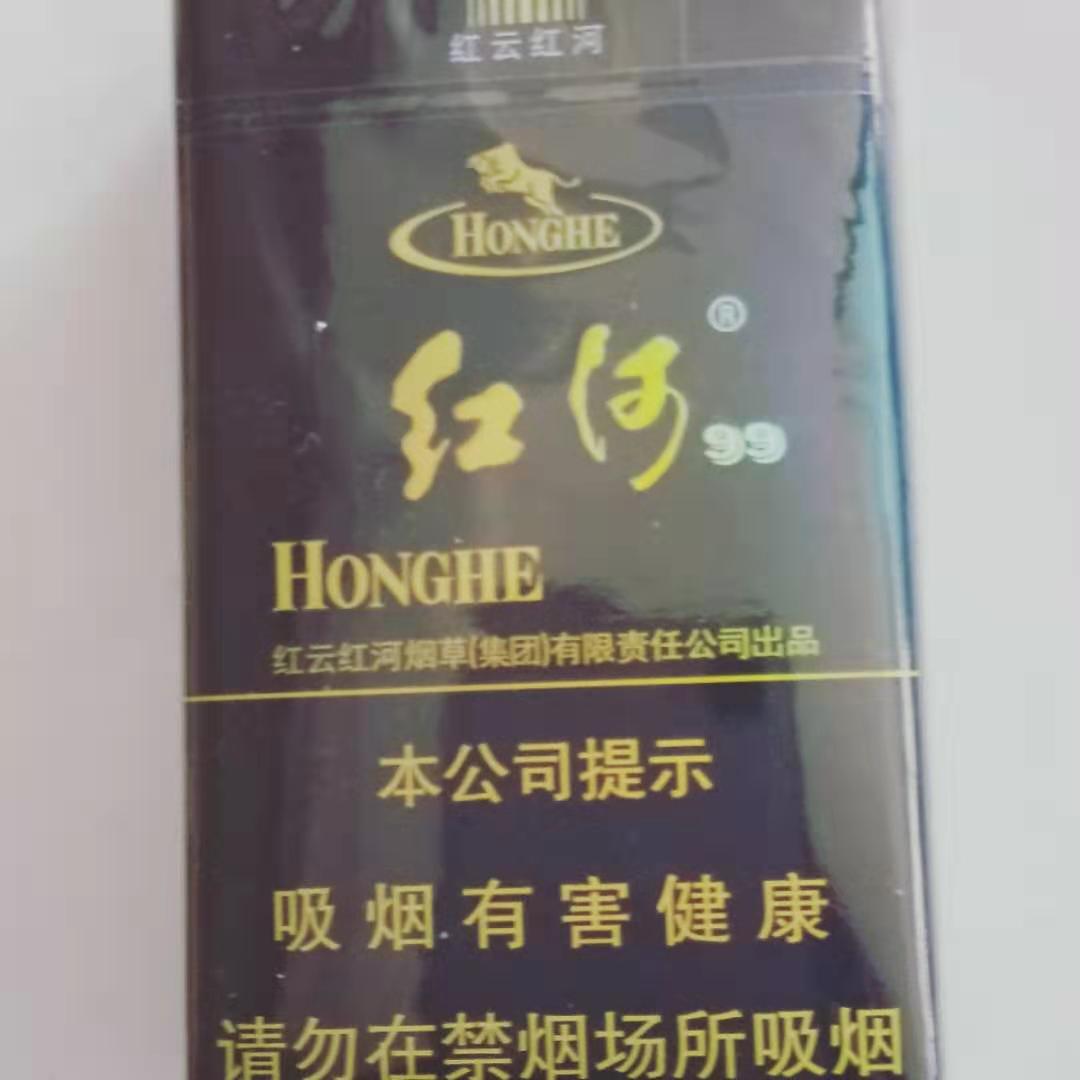 红云红河
HONGHE
®
红河99
HONGHE
红云红河烟草(集团)有限责任公司出品
本公司提示
吸烟有害健康
请勿在禁烟场所吸烟